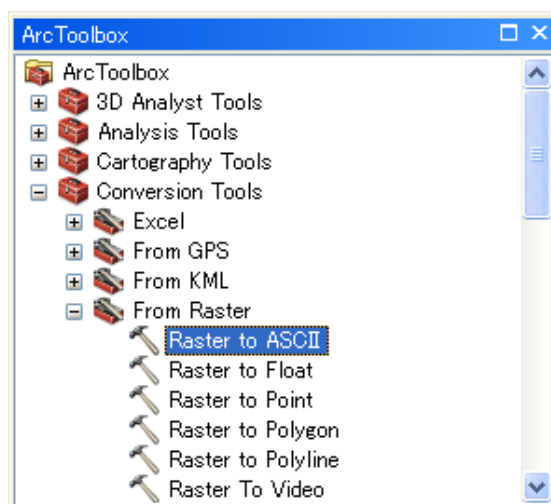 ArcToolbox
ArcToolbox
3D Analyst Tools
Analysis Tools
Cartography Tools
Conversion Tools
Excel
From GPS
From KML
From Raster
Raster to ASCII
Raster to Float
Raster to Point
Raster to Polygon
Raster to Polyline
Raster To Video